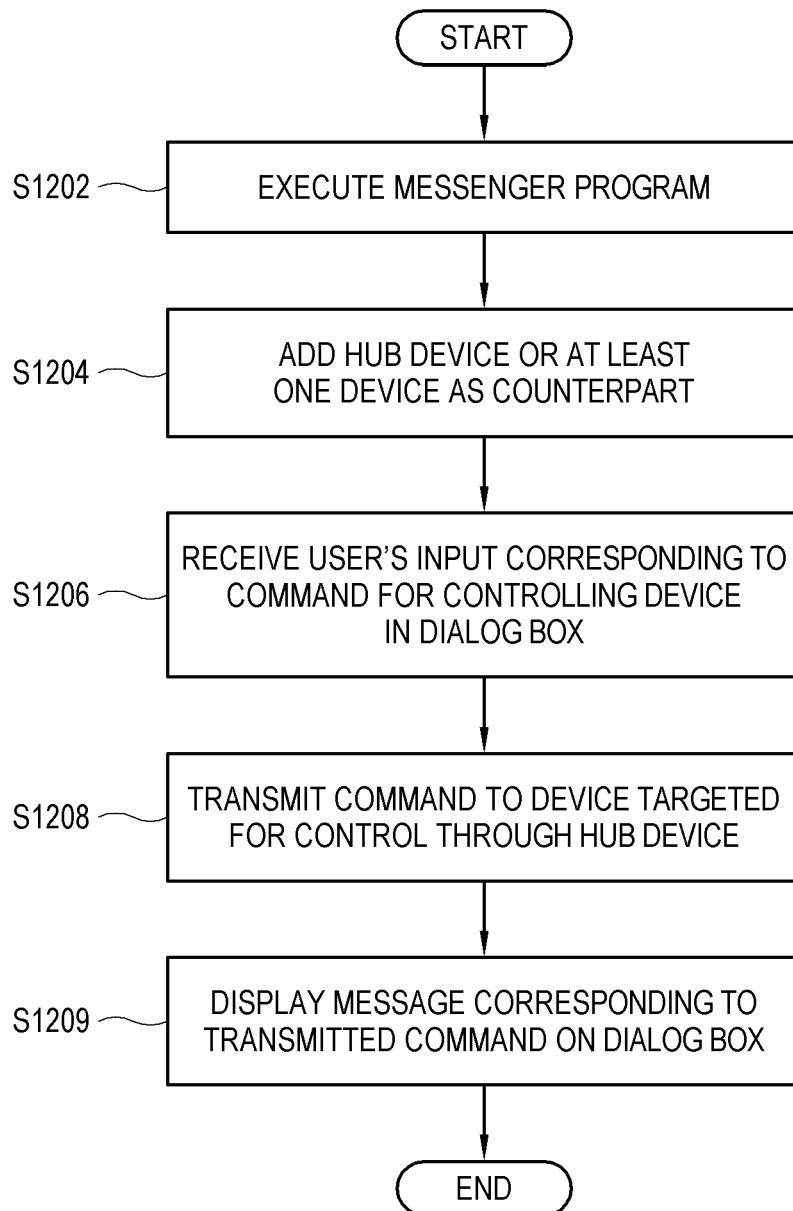 START
S1202
EXECUTE MESSENGER PROGRAM
S1204
ADD HUB DEVICE OR AT LEAST
ONE DEVICE AS COUNTERPART
S1206
RECEIVE USER’S INPUT CORRESPONDING TO
COMMAND FOR CONTROLLING DEVICE
IN DIALOG BOX
S1208
TRANSMIT COMMAND TO DEVICE TARGETED
FOR CONTROL THROUGH HUB DEVICE
S1209
DISPLAY MESSAGE CORRESPONDING TO
TRANSMITTED COMMAND ON DIALOG BOX
END